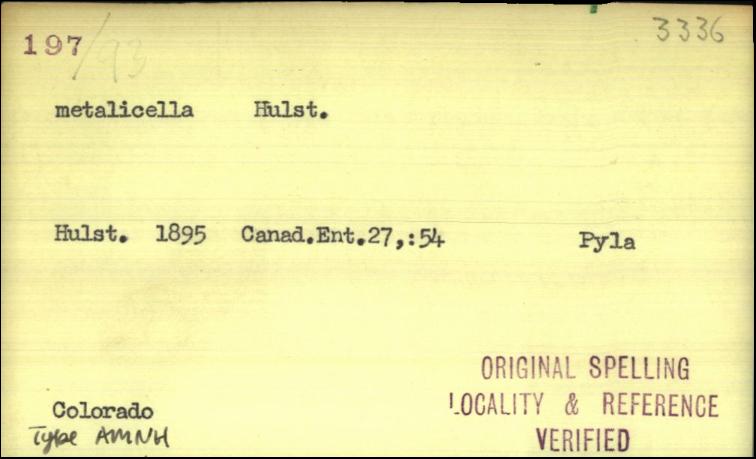 197/93 3336
metalicella Hulst.
Hulst. 1895 Canad.Ent.27,:54 Pyla
ORIGINAL SPELLING
LOCALITY & REFERENCE
VERIFIED
Colorado
Type AMNH